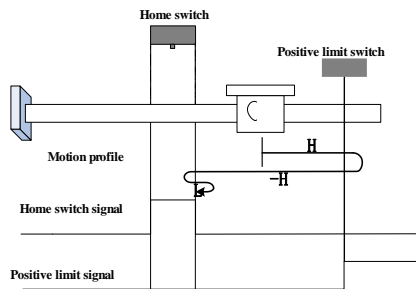 Home switch
Positive limit switch
Motion profile
H
-H
L
Home switch signal
Positive limit signal